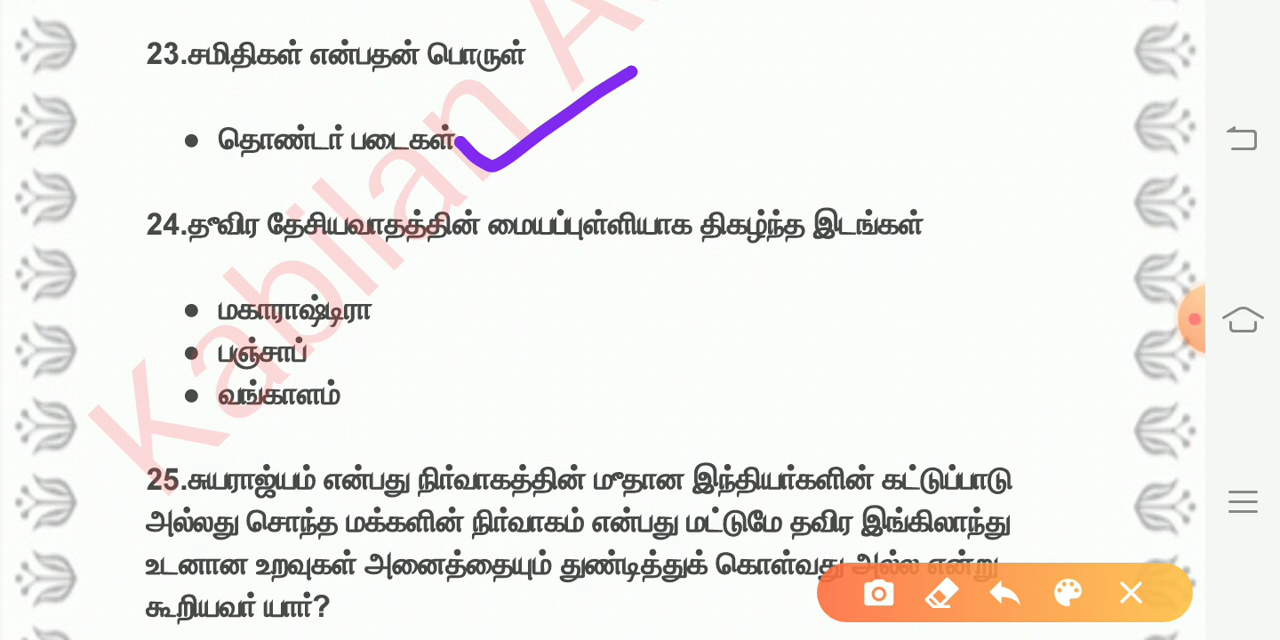 23.சமிதிகள் என்பதன் பொருள்
● தொண்டர் படைகள்
24.தீவிர தேசியவாதத்தின் மையப்புள்ளியாக திகழ்ந்த இடங்கள்
● மகாராஷ்டிரா
● பஞ்சாப்
● வங்காளம்
25.சுயராஜ்யம் என்பது நிர்வாகத்தின் மீதான இந்தியர்களின் கட்டுப்பாடு
அல்லது சொந்த மக்களின் நிர்வாகம் என்பது மட்டுமே தவிர இங்கிலாந்து
உடனான உறவுகள் அனைத்தையும் துண்டித்துக் கொள்வது அல்ல என்று
கூறியவர் யார்?
Kabilan A